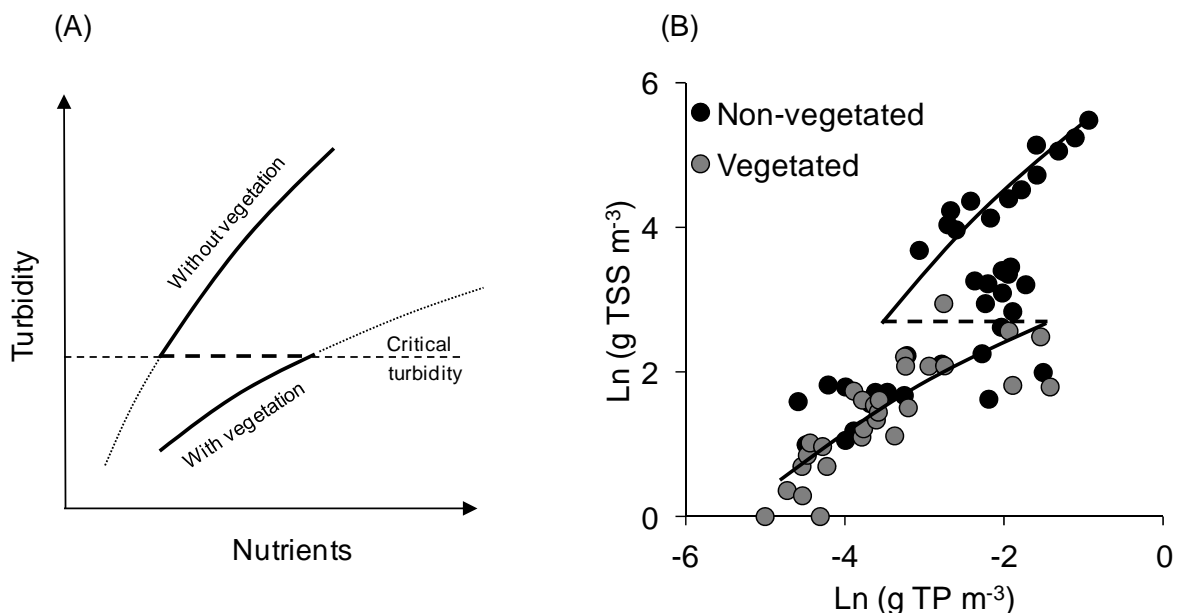 (A)
Turbidity
Without vegetation
With vegetation
Critical
turbidity
Nutrients
(B)
Ln (g TSS m⁻³)
6
4
2
0
Non-vegetated
Vegetated
-6
-4
-2
0
Ln (g TP m⁻³)